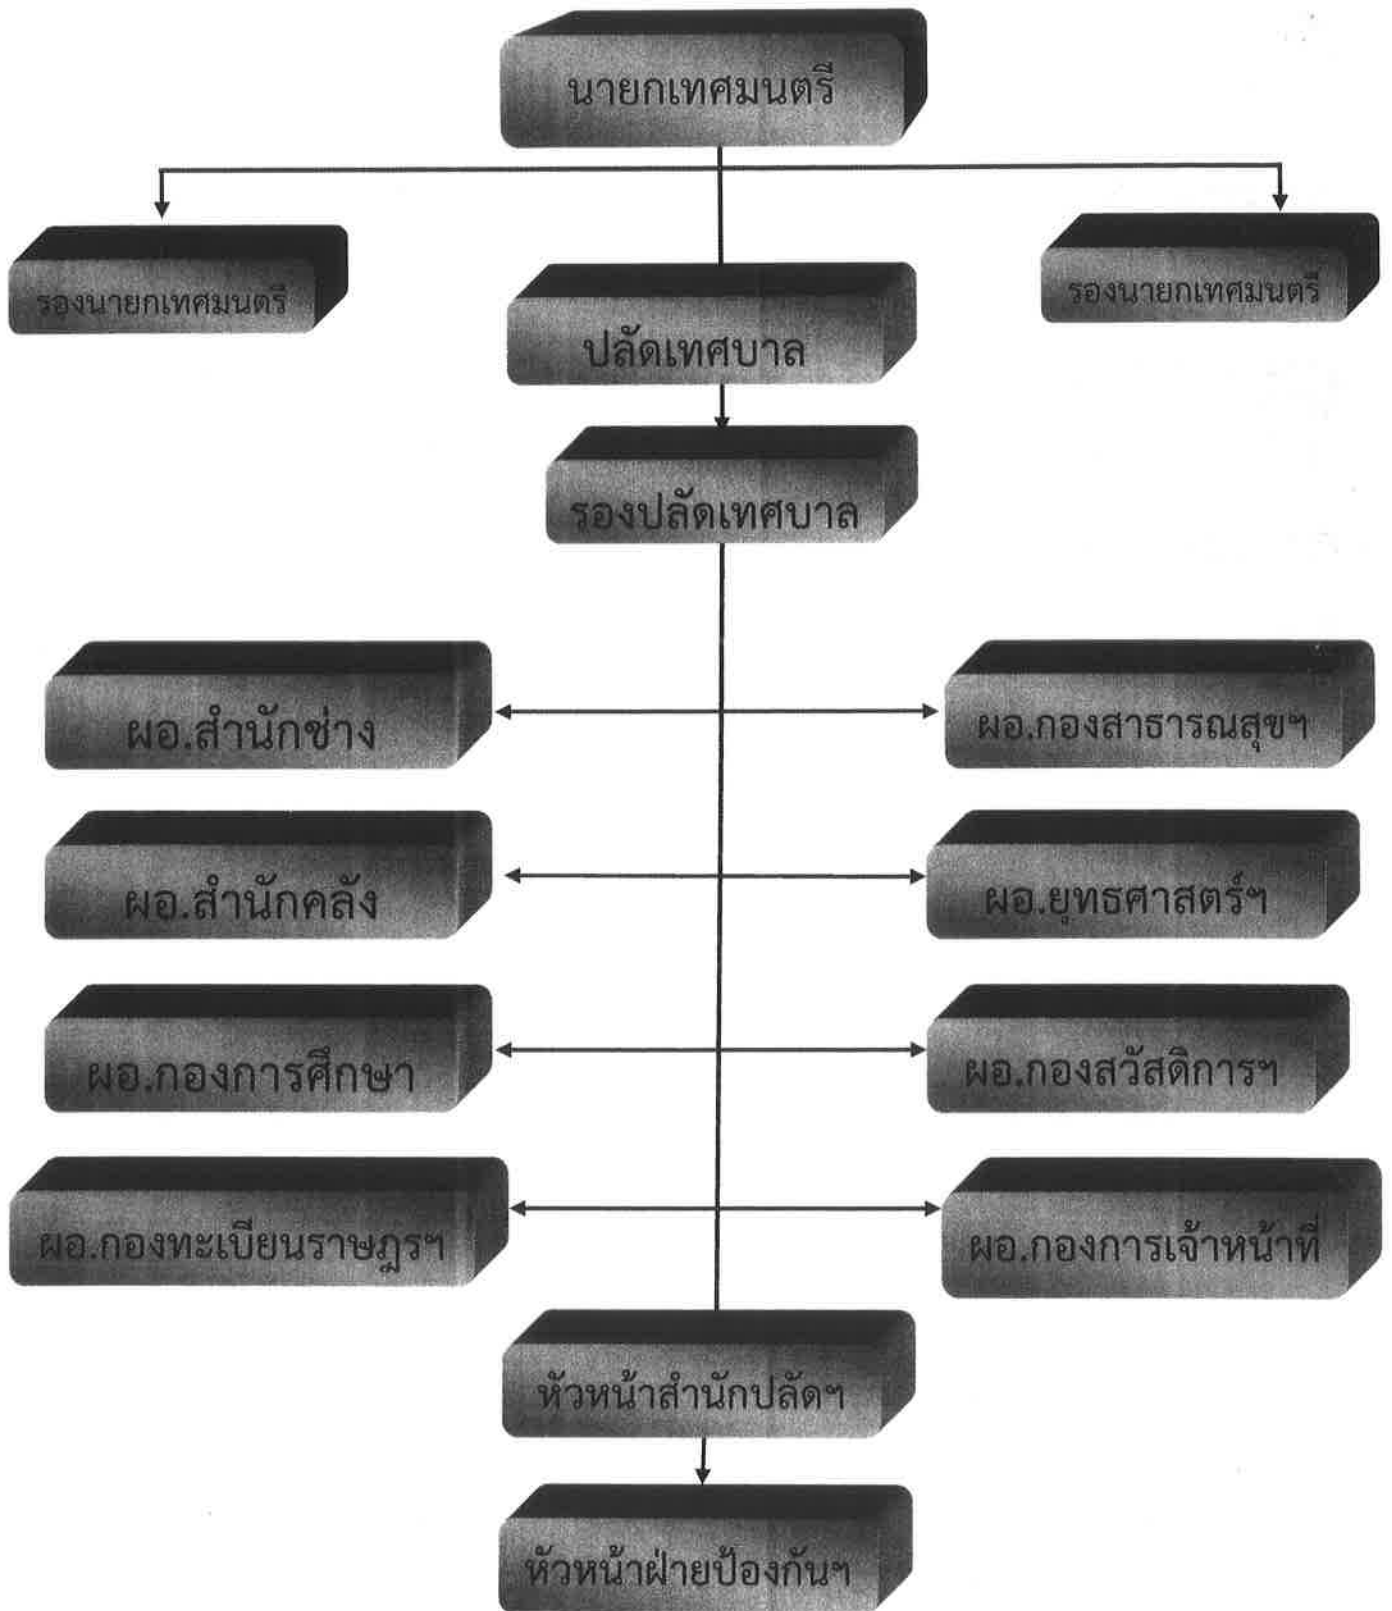 นายกเทศมนตรี
รองนายกเทศมนตรี
รองนายกเทศมนตรี
ปลัดเทศบาล
รองปลัดเทศบาล
ผอ.สำนักช่าง
ผอ.กองสาธารณสุขฯ
ผอ.สำนักคลัง
ผอ.ยุทธศาสตร์ฯ
ผอ.กองการศึกษา
ผอ.กองสวัสดิการฯ
ผอ.กองทะเบียนราษฎรฯ
ผอ.กองการเจ้าหน้าที่
หัวหน้าสำนักปลัดฯ
หัวหน้าฝ่ายป้องกันฯ